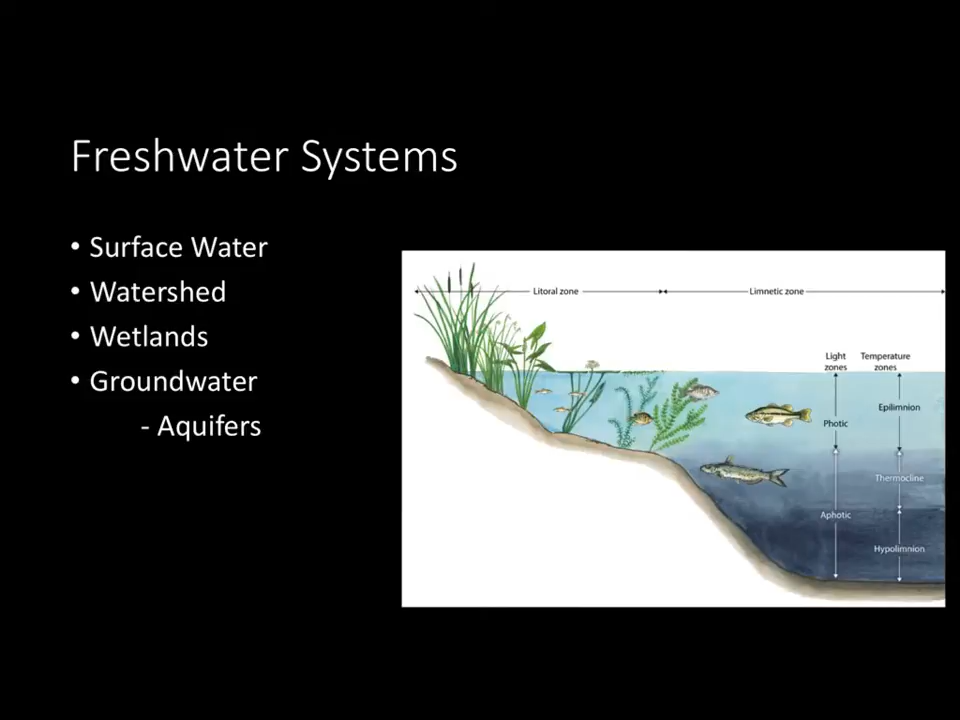 Freshwater Systems
• Surface Water
• Watershed
• Wetlands
• Groundwater
- Aquifers
Litoral zone
Limnetic zone
Light
zones
Temperature
zones
Epilimnion
Photic
Thermocline
Aphotic
Hypolimnion